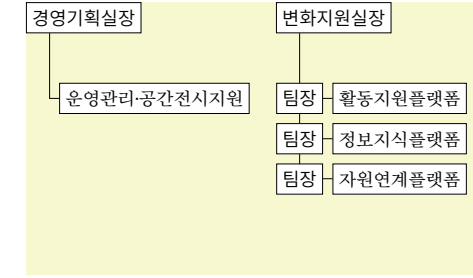 경영기획실장
변화지원실장
운영관리·공간전시지원
팀장 활동지원플랫폼
팀장 정보지식플랫폼
팀장 자원연계플랫폼